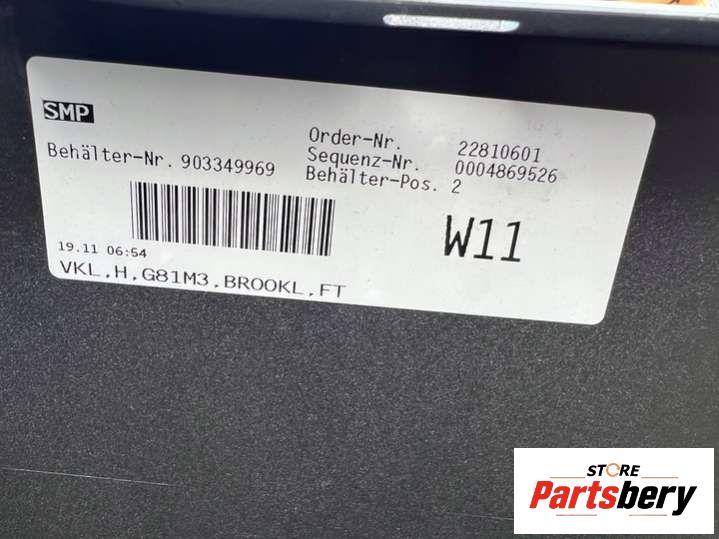 SMP
Order-Nr. 22810601
Behälter-Nr. 903349969
Sequenz-Nr. 0004869526
Behälter-Pos. 2
W11
19.11 06:54
VKL,H,G81M3,BROOKL,FT
STORE
Partsbery